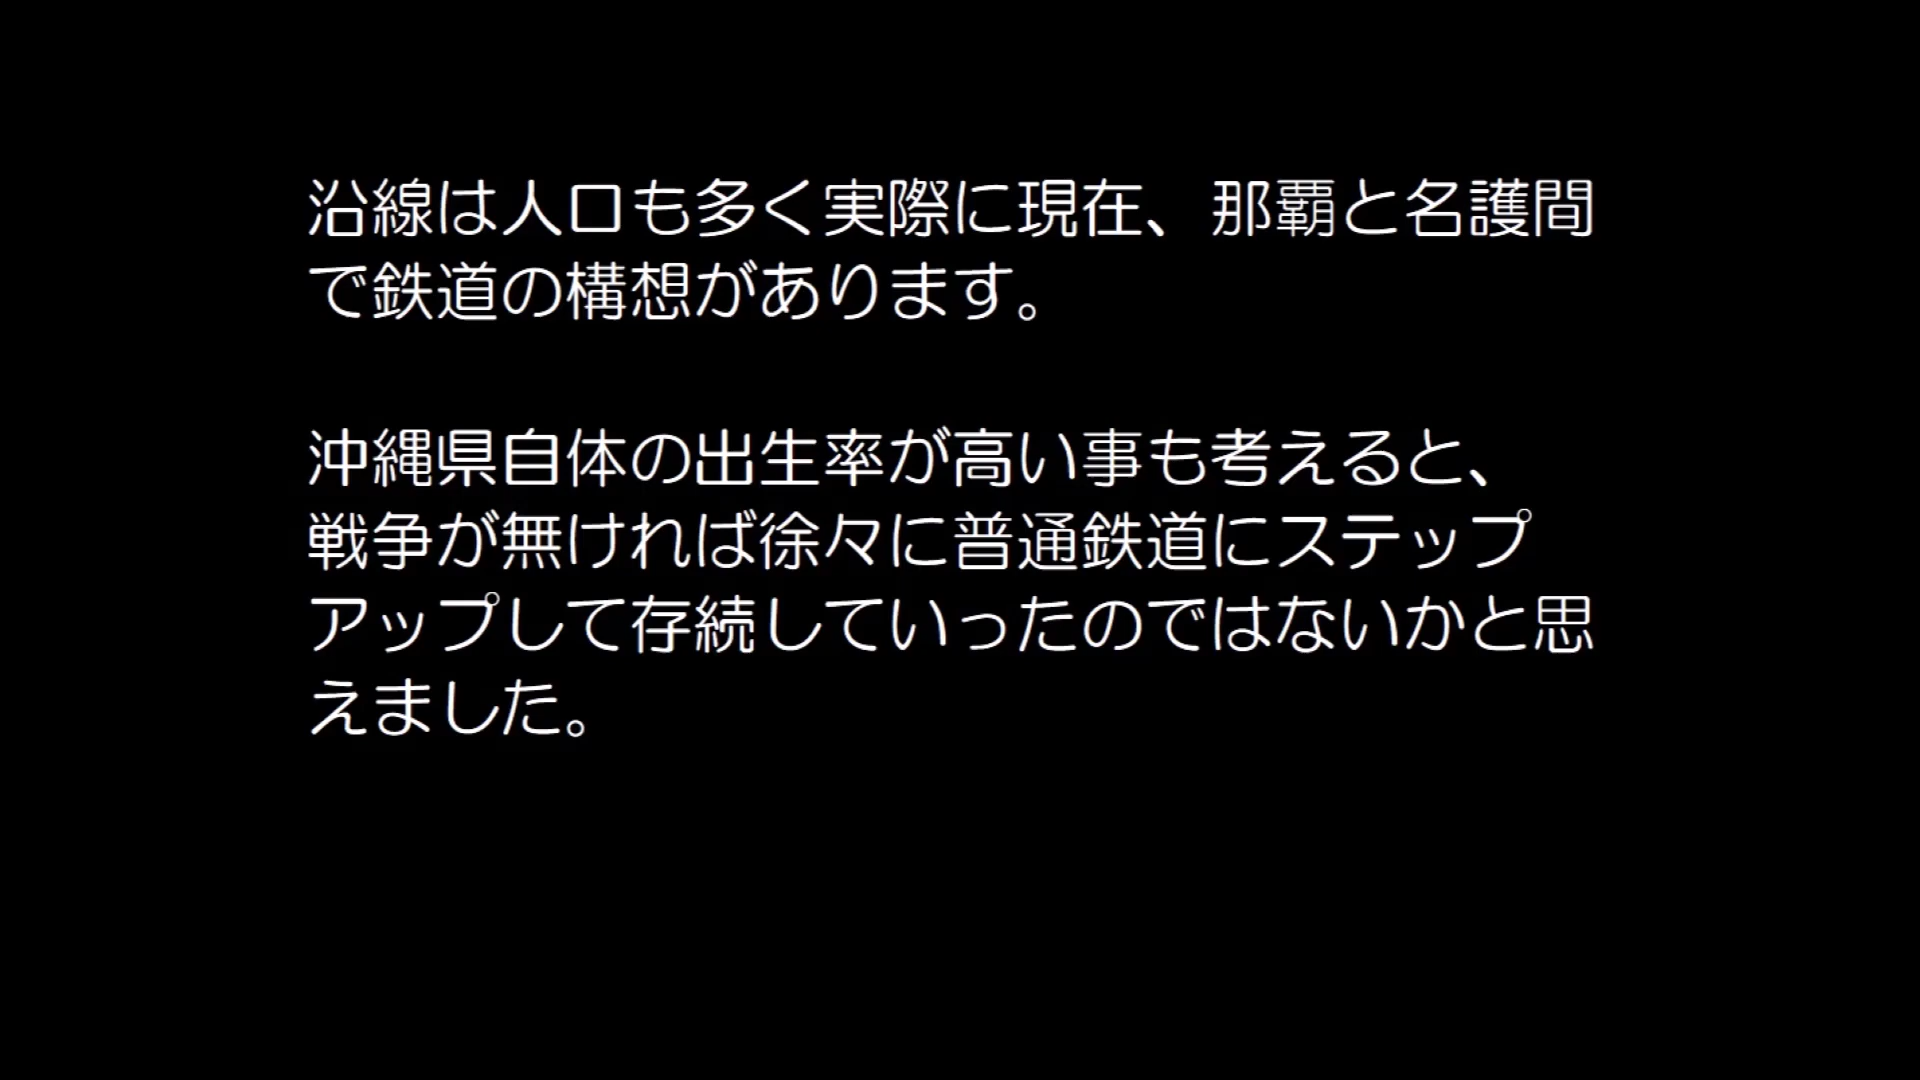 沿線は人口も多く実際に現在、那覇と名護間
で鉄道の構想があります。
沖縄県自体の出生率が高い事も考えると、
戦争が無ければ徐々に普通鉄道にステップ
アップして存続していったのではないかと思
えました。